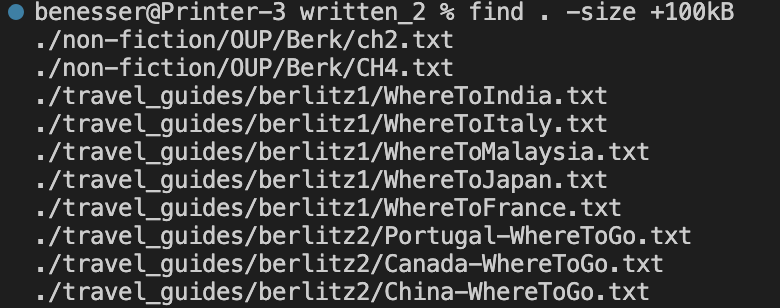 benesser@Printer-3 written_2 % find . -size +100kB
./non-fiction/OUP/Berk/ch2.txt
./non-fiction/OUP/Berk/CH4.txt
./travel_guides/berlitz1/WhereToIndia.txt
./travel_guides/berlitz1/WhereToItaly.txt
./travel_guides/berlitz1/WhereToMalaysia.txt
./travel_guides/berlitz1/WhereToJapan.txt
./travel_guides/berlitz1/WhereToFrance.txt
./travel_guides/berlitz2/Portugal-WhereToGo.txt
./travel_guides/berlitz2/Canada-WhereToGo.txt
./travel_guides/berlitz2/China-WhereToGo.txt